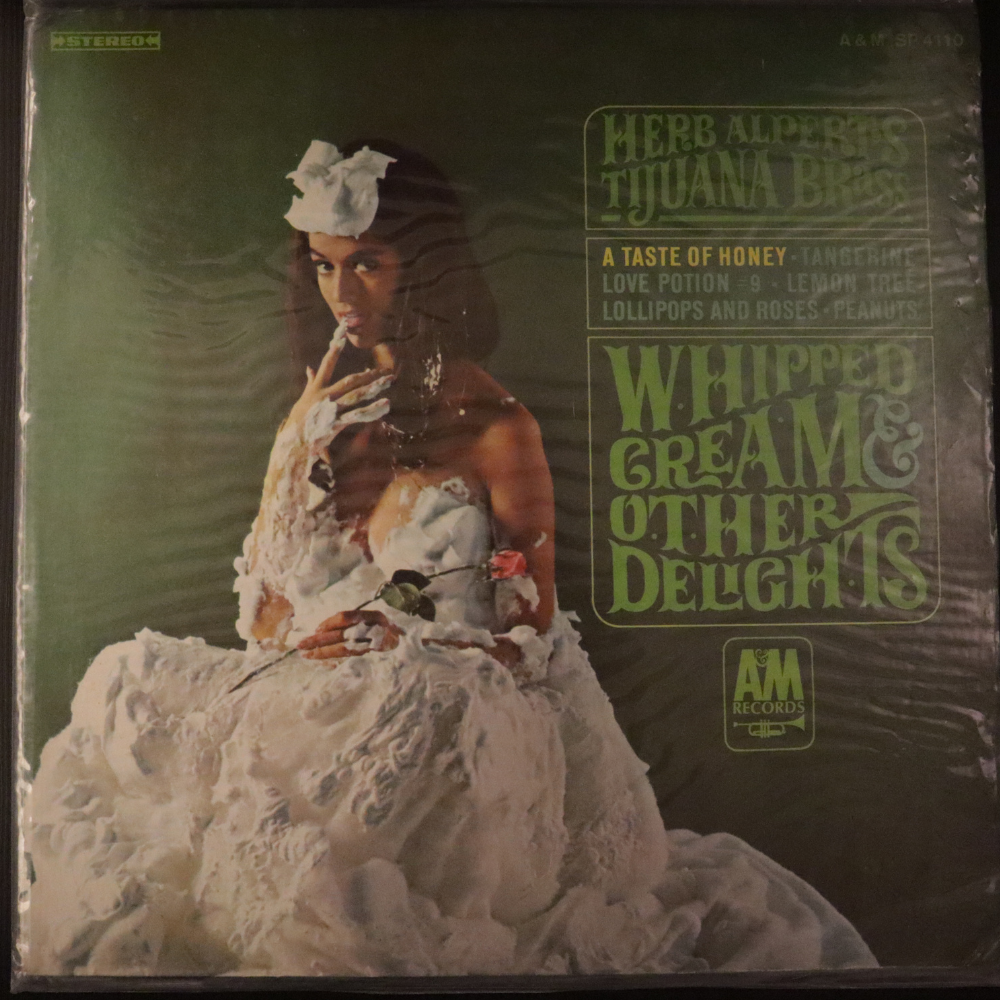 STEREO
A & M SP 4110
HERB ALPERT'S
TIJUANA BRASS
A TASTE OF HONEY · TANGERINE
LOVE POTION #9 · LEMON TREE
LOLLIPOPS AND ROSES · PEANUTS
WHIPPED
CREAM &
OTHER
DELIGHTS
A&M
RECORDS